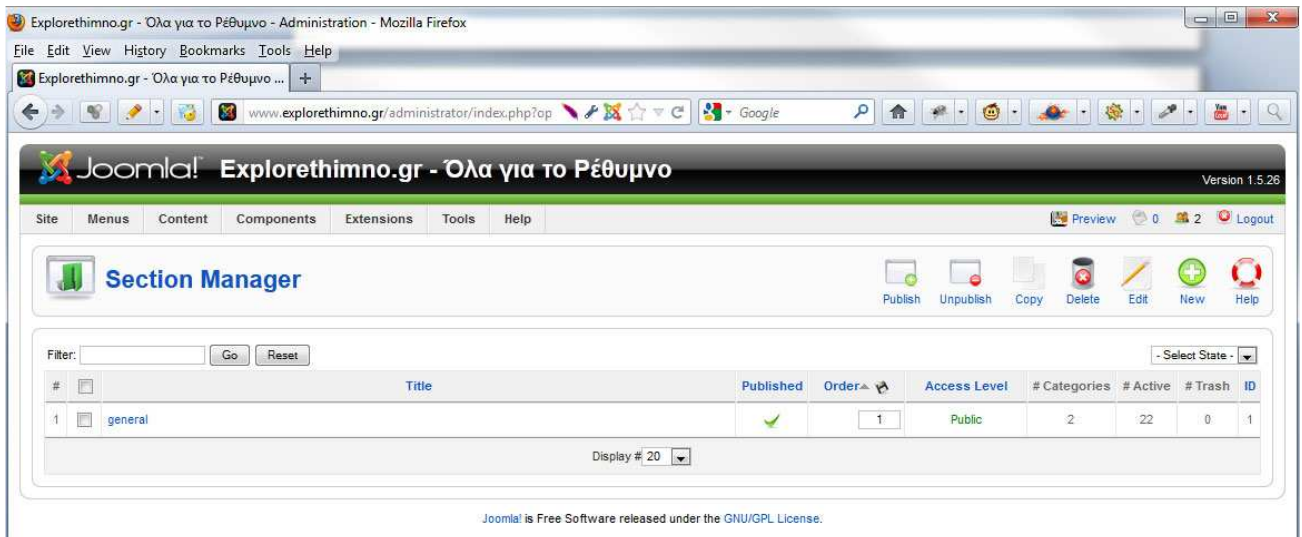 Explorethimno.gr - Όλα για το Ρέθυμνο - Administration - Mozilla Firefox
File Edit View History Bookmarks Tools Help
Explorethimno.gr - Όλα για το Ρέθυμνο ... +
www.explorethimno.gr/administrator/index.php?op Google
Joomla! Explorethimno.gr - Όλα για το Ρέθυμνο
Version 1.5.26
Site Menus Content Components Extensions Tools Help Preview 0 2 Logout
Section Manager
Publish Unpublish Copy Delete Edit New Help
Filter: Go Reset - Select State -
# Title Published Order Access Level # Categories # Active # Trash ID
1 general 1 Public 2 22 0 1
Display # 20
Joomla! is Free Software released under the GNU/GPL License.